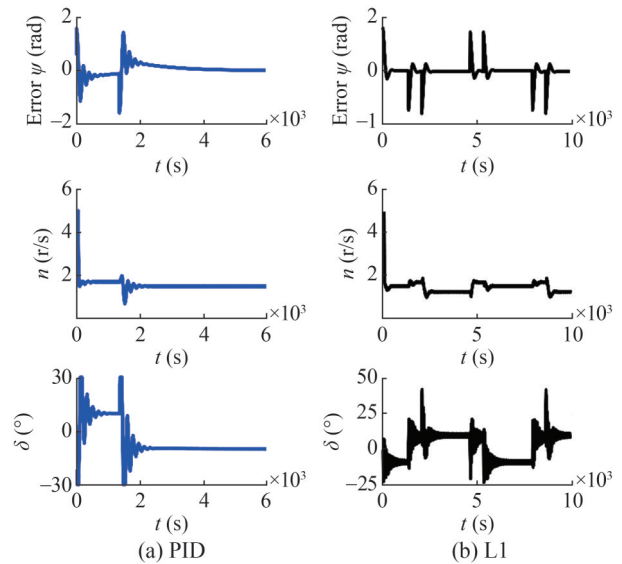 2
0
−2
Error ψ (rad)
0 2 4 6
×10³
t (s)
2
1
0
−1
Error ψ (rad)
0 5 10
×10³
t (s)
6
4
2
n (r/s)
0 2 4 6
×10³
t (s)
6
4
2
n (r/s)
0 5 10
×10³
t (s)
30
0
−30
δ (°)
0 2 4 6
×10³
t (s)
(a) PID
50
25
0
−25
δ (°)
0 5 10
×10³
t (s)
(b) L1